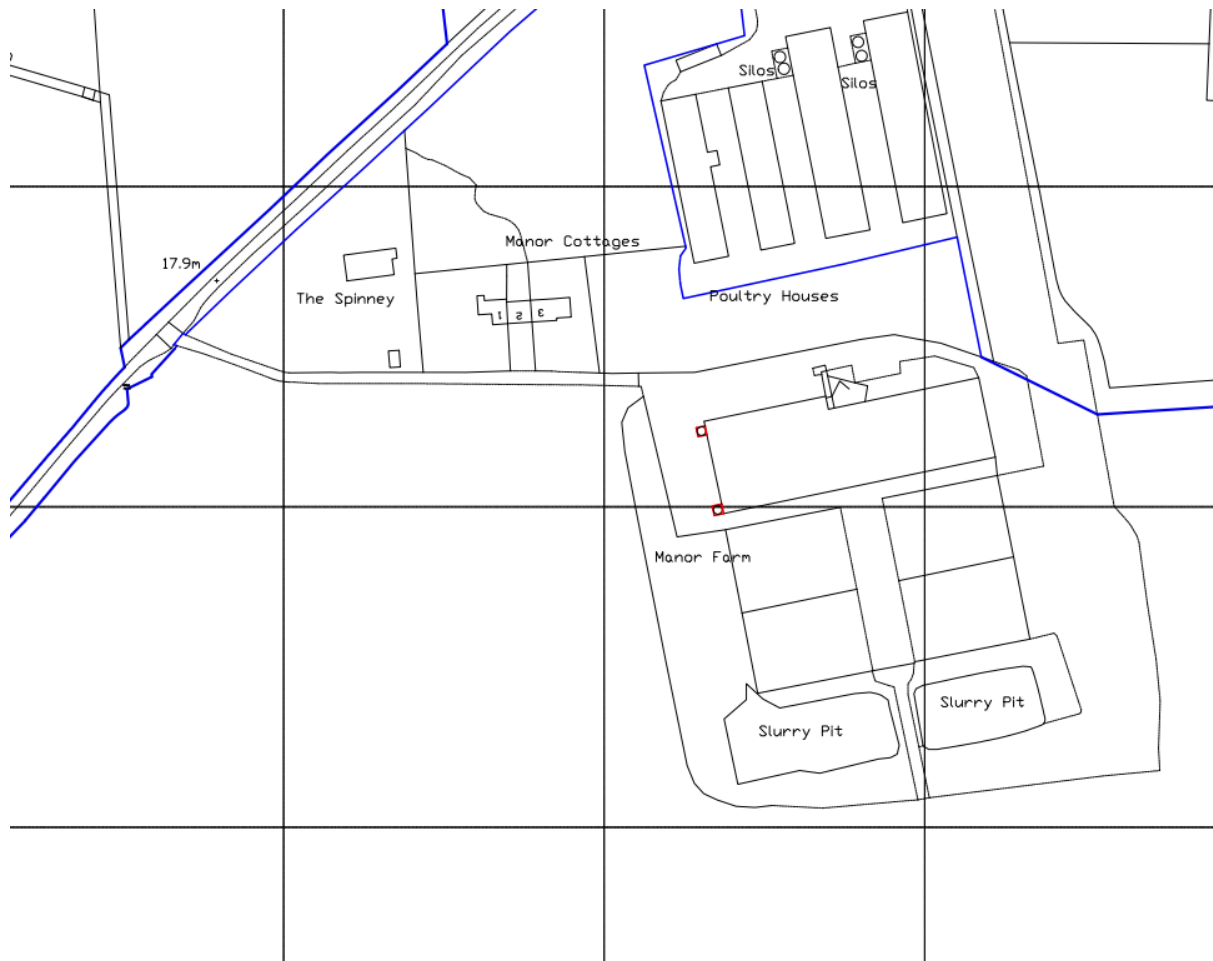 Silos
Silos
Manor Cottages
17.9m
The Spinney
Poultry Houses
1 2 3
Manor Farm
Slurry Pit
Slurry Pit